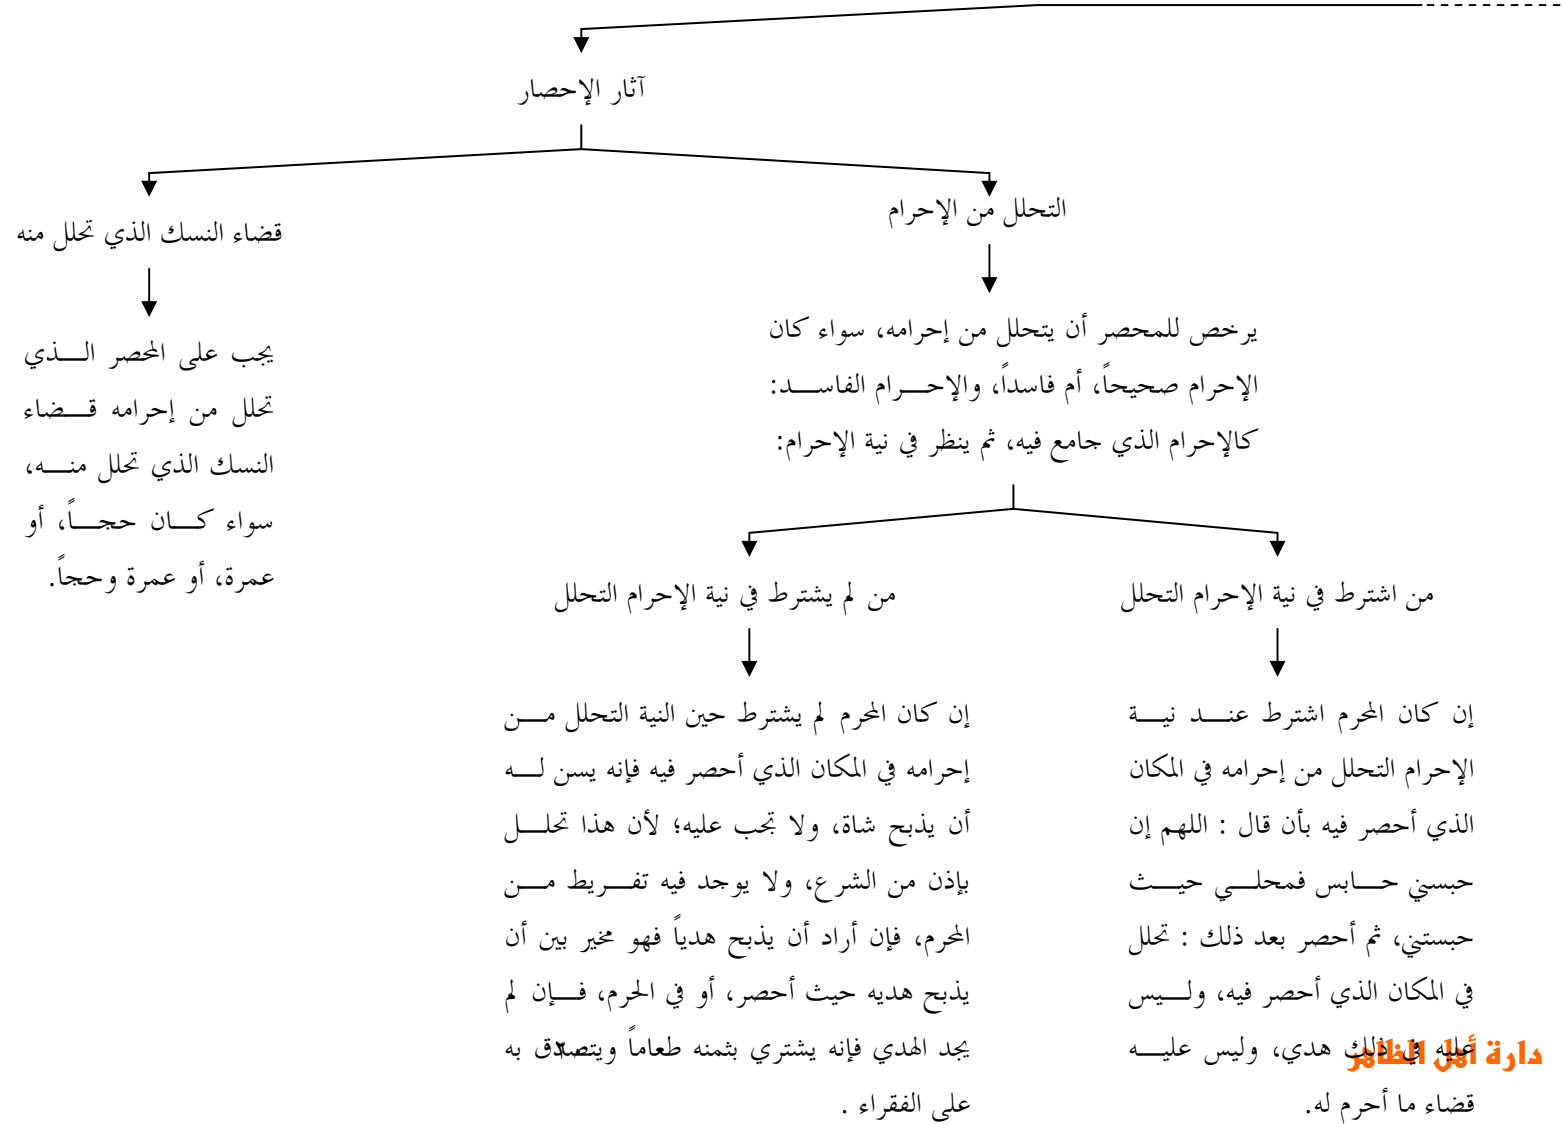 آثار الإحصار
التحلل من الإحرام
يرخص للمحصر أن يتحلل من إحرامه، سواء كان
الإحرام صحيحاً، أم فاسداً، والإحرام الفاسد:
كالإحرام الذي جامع فيه، ثم ينظر في نية الإحرام:
من اشترط في نية الإحرام التحلل
إن كان المحرم اشترط عند نية
الإحرام التحلل من إحرامه في المكان
الذي أحصر فيه بأن قال : اللهم إن
حبسني حابس فمحلي حيث
حبستني، ثم أحصر بعد ذلك : تحلل
في المكان الذي أحصر فيه، وليس
عليه في ذلك هدي، وليس عليه
قضاء ما أحرم له.
من لم يشترط في نية الإحرام التحلل
إن كان المحرم لم يشترط حين النية التحلل من
إحرامه في المكان الذي أحصر فيه فإنه يسن له
أن يذبح شاة، ولا تجب عليه؛ لأن هذا تحلل
بإذن من الشرع، ولا يوجد فيه تفريط من
المحرم، فإن أراد أن يذبح هدياً فهو مخير بين أن
يذبح هديه حيث أحصر، أو في الحرم، فإن لم
يجد الهدي فإنه يشتري بثمنه طعاماً ويتصدق به
على الفقراء .
قضاء النسك الذي تحلل منه
يجب على المحصر الذي
تحلل من إحرامه قضاء
النسك الذي تحلل منه،
سواء كان حجاً، أو
عمرة، أو عمرة وحجاً.
دارة أهل الظاهر